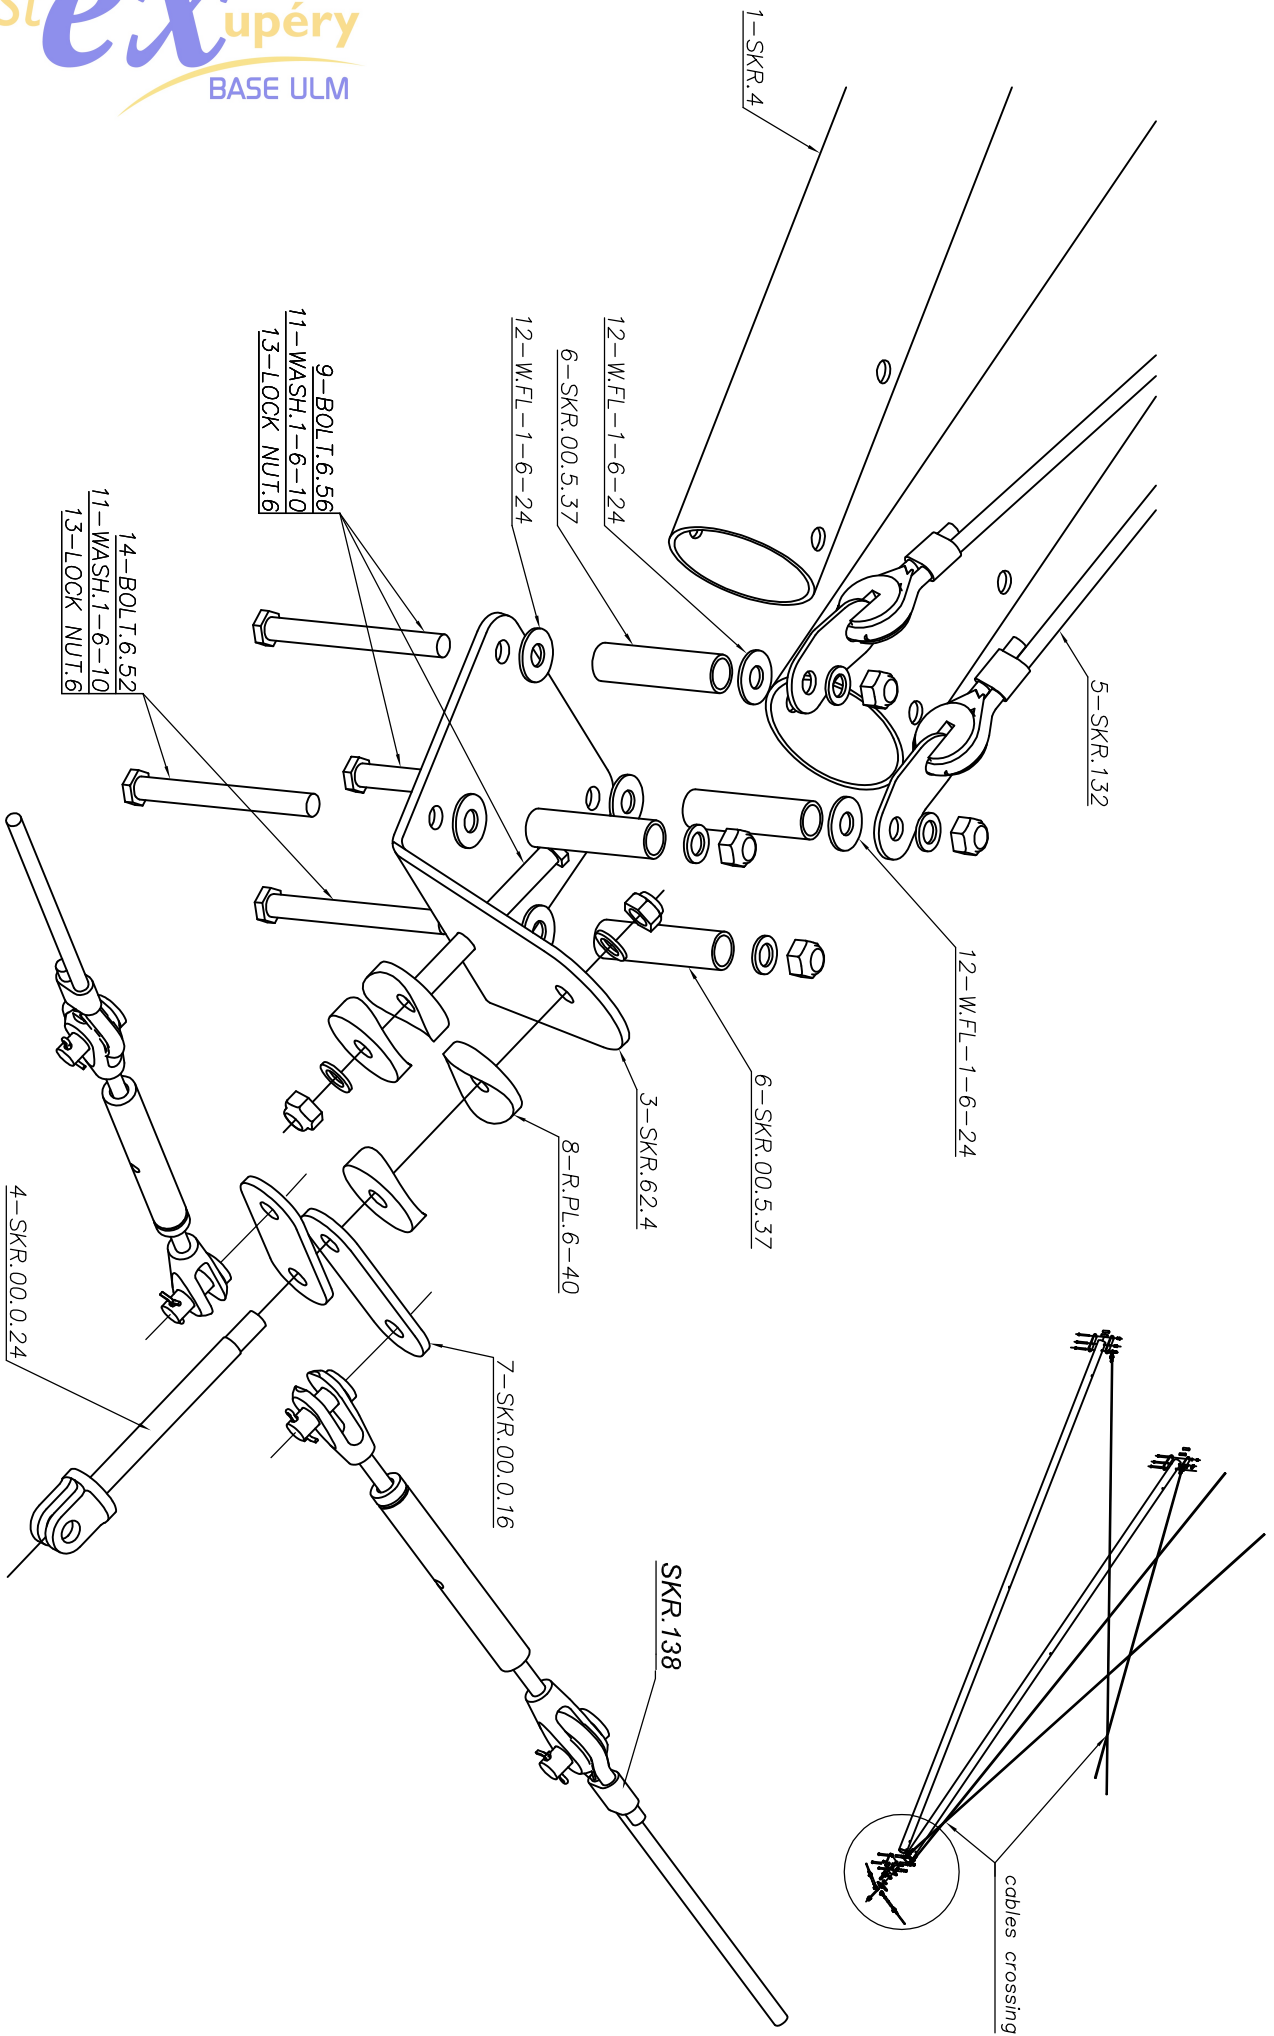 St
ex
upéry
BASE ULM
1-SKR.4
5-SKR.132
12-W.FL-1-6-24
6-SKR.00.5.37
12-W.FL-1-6-24
9-BOLT.6.56
11-WASH.1-6-10
13-LOCK NUT.6
14-BOLT.6.52
11-WASH.1-6-10
13-LOCK NUT.6
12-W.FL-1-6-24
6-SKR.00.5.37
3-SKR.62.4
8-R.PL.6-40
7-SKR.00.0.16
4-SKR.00.0.24
SKR.138
cables crossing